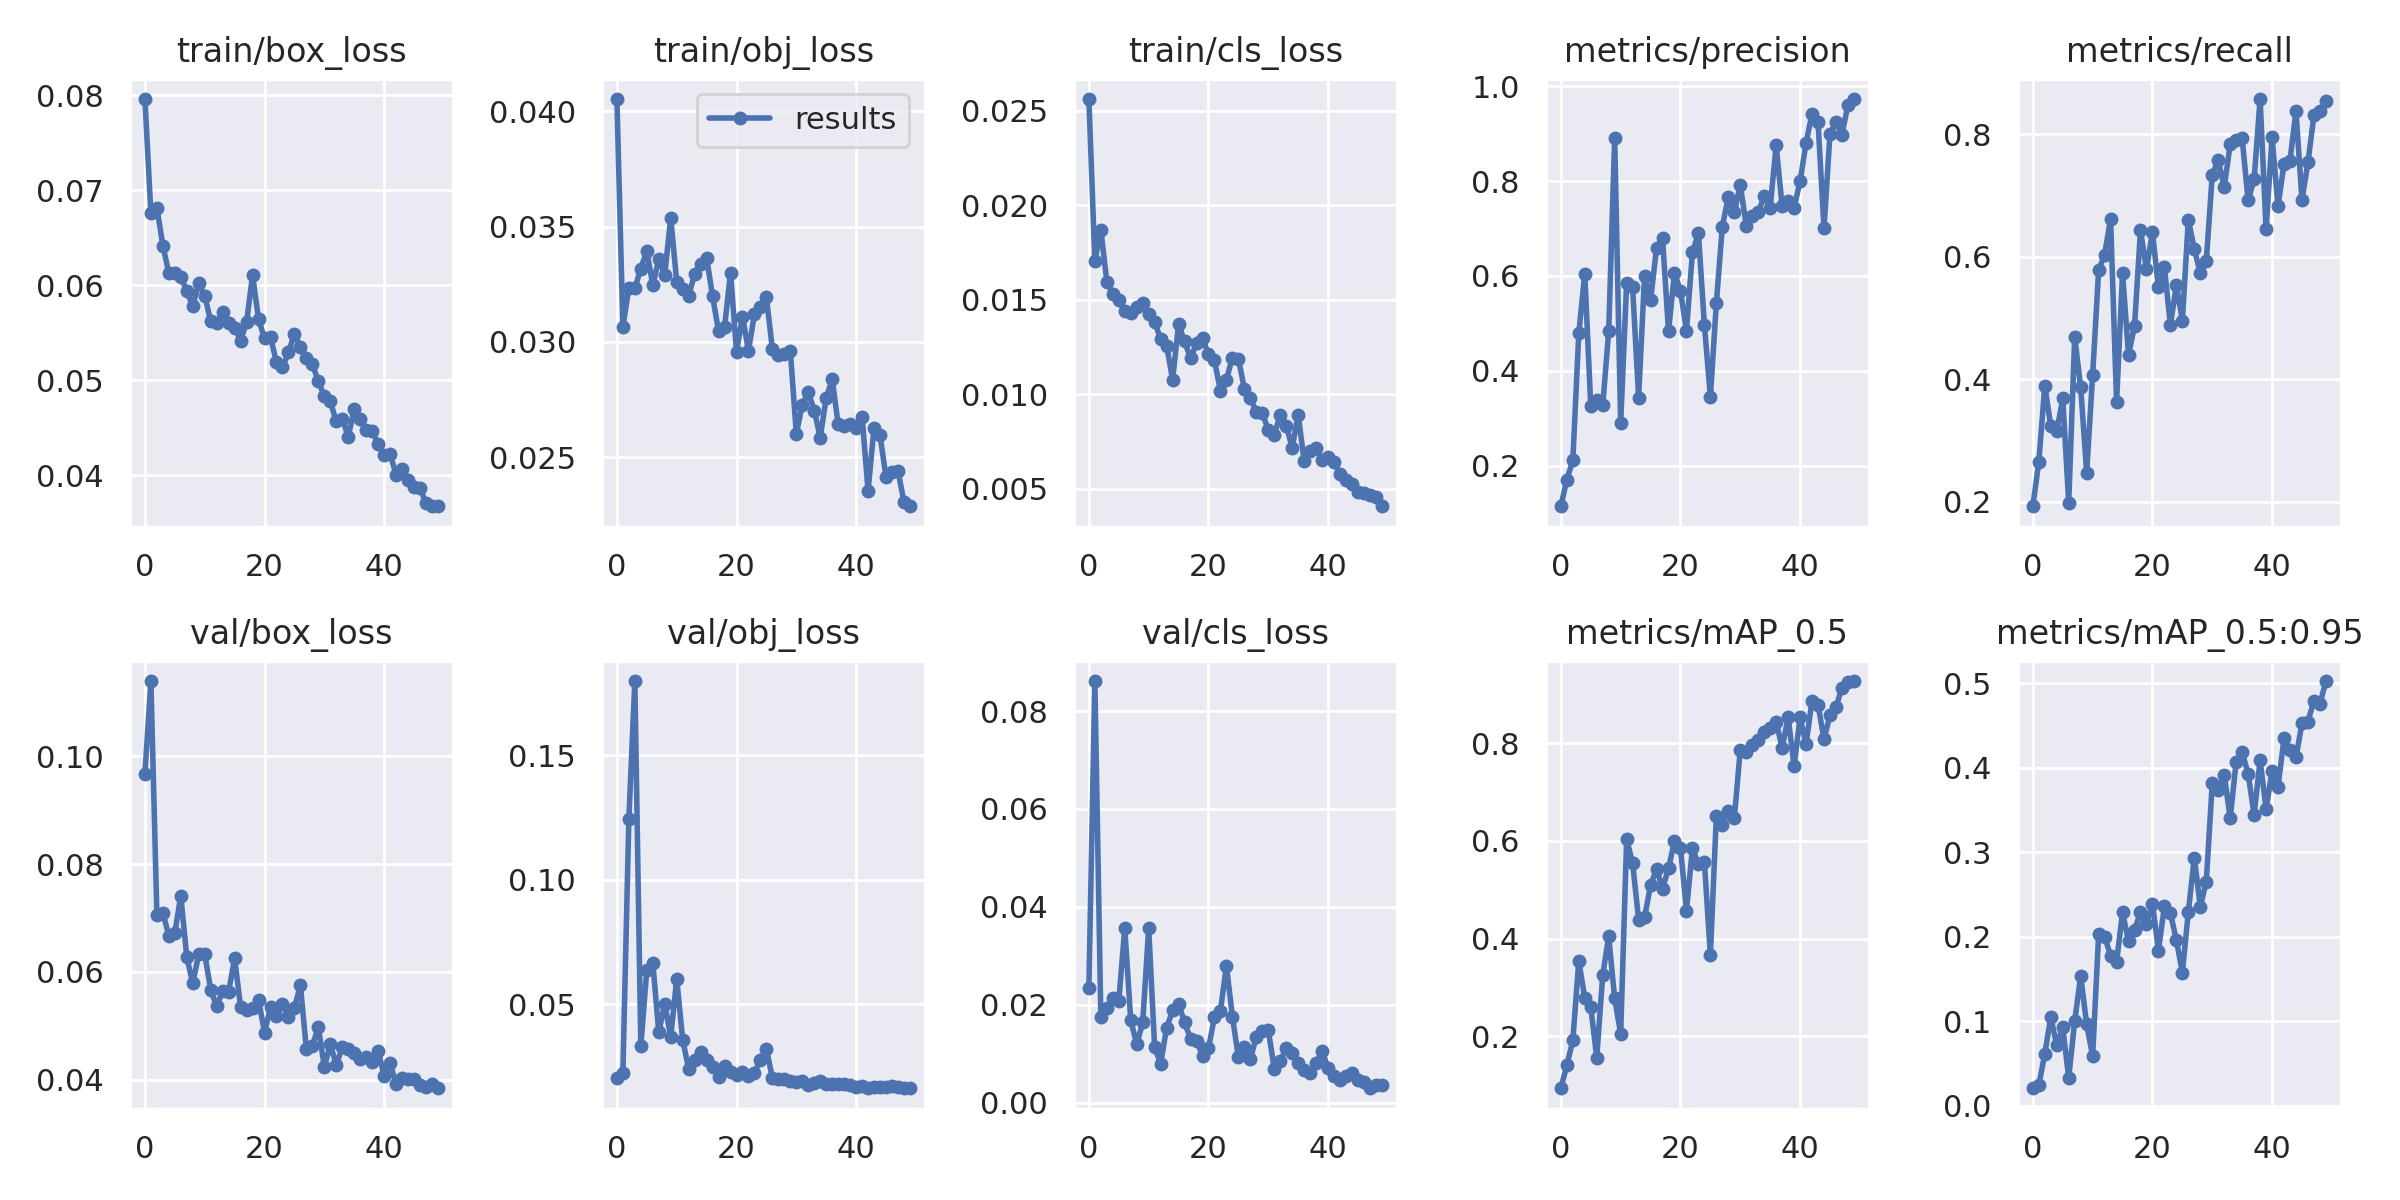 train/box_loss
train/obj_loss
train/cls_loss
metrics/precision
metrics/recall
0.08
0.07
0.06
0.05
0.04
0 20 40
0.040
0.035
0.030
0.025
results
0 20 40
0.025
0.020
0.015
0.010
0.005
0 20 40
1.0
0.8
0.6
0.4
0.2
0 20 40
0.8
0.6
0.4
0.2
0 20 40
val/box_loss
val/obj_loss
val/cls_loss
metrics/mAP_0.5
metrics/mAP_0.5:0.95
0.10
0.08
0.06
0.04
0 20 40
0.15
0.10
0.05
0 20 40
0.08
0.06
0.04
0.02
0.00
0 20 40
0.8
0.6
0.4
0.2
0 20 40
0.5
0.4
0.3
0.2
0.1
0.0
0 20 40